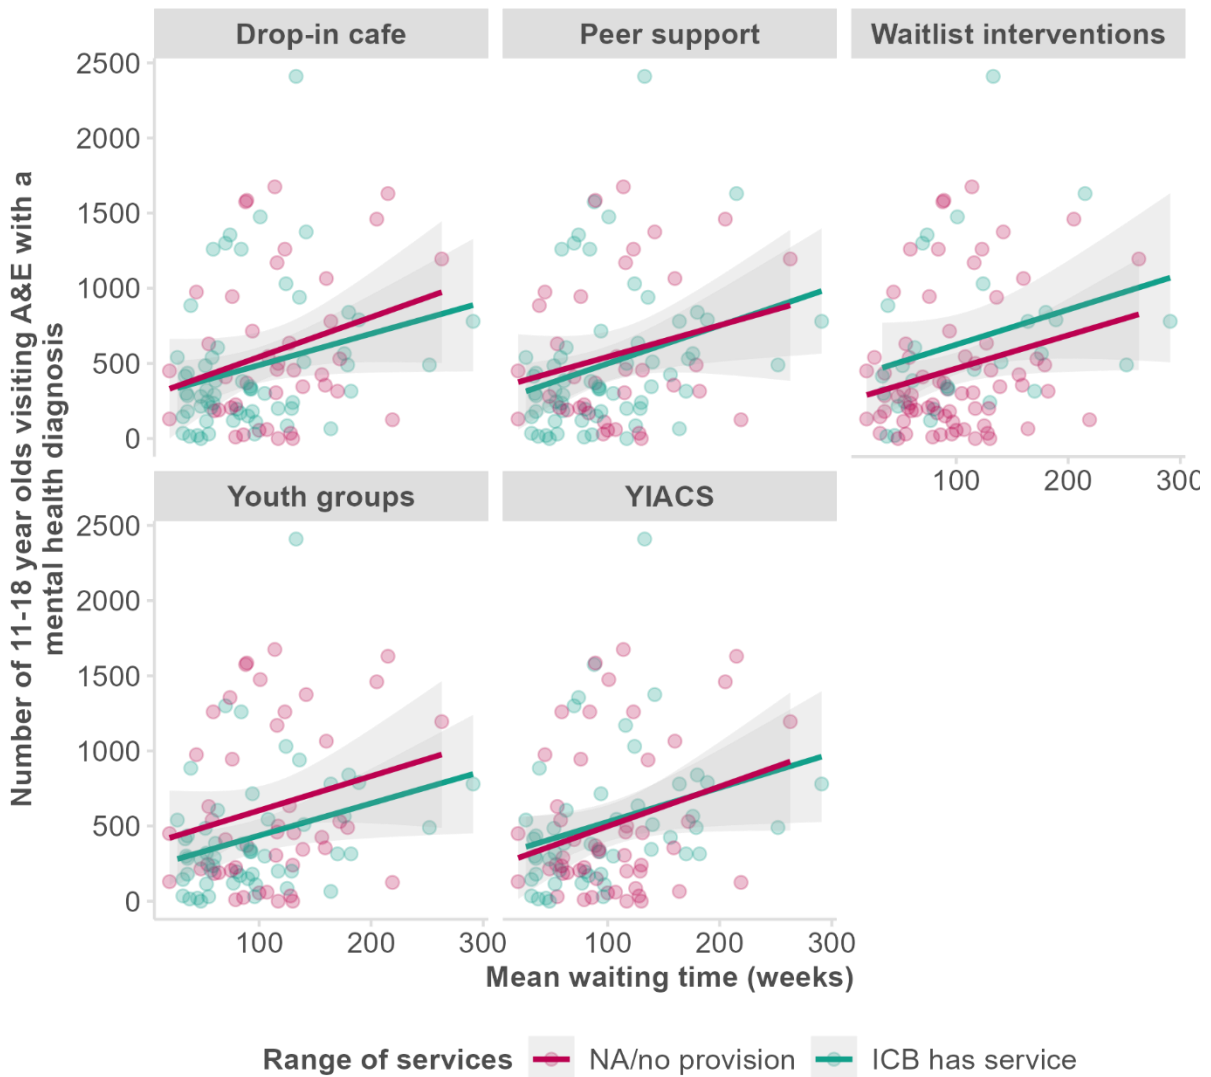 Drop-in cafe
Peer support
Waitlist interventions
2500
2000
1500
1000
500
0
100
200
300
Youth groups
YIACS
2500
2000
1500
1000
500
0
100
200
300
100
200
300
Number of 11-18 year olds visiting A&E with a
mental health diagnosis
Mean waiting time (weeks)
Range of services
NA/no provision
ICB has service